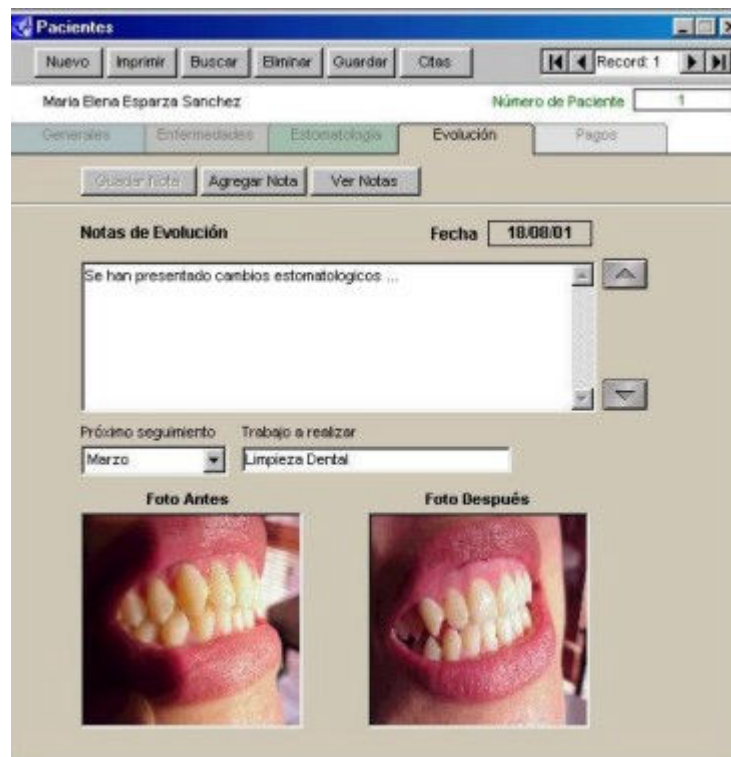 Pacientes
Nuevo Imprimir Buscar Eliminar Guardar Citas Record: 1
Maria Elena Esparza Sanchez Número de Paciente 1
Generales Enfermedades Estomatologia Evolución Pagos
Guardar Nota Agregar Nota Ver Notas
Notas de Evolución Fecha 18/08/01
Se han presentado cambios estomatologicos ...
Próximo seguimiento Trabajo a realizar
Marzo Limpieza Dental
Foto Antes Foto Después